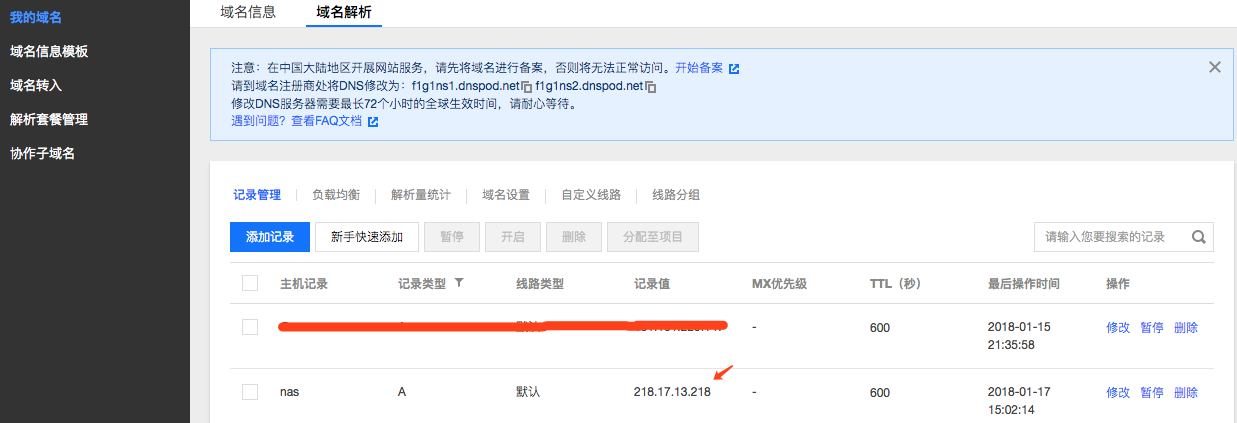 我的域名
域名信息模板
域名转入
解析套餐管理
协作子域名
域名信息 域名解析
注意：在中国大陆地区开展网站服务，请先将域名进行备案，否则将无法正常访问。开始备案
请到域名注册商处将DNS修改为：f1g1ns1.dnspod.net f1g1ns2.dnspod.net
修改DNS服务器需要最长72个小时的全球生效时间，请耐心等待。
遇到问题？查看FAQ文档
记录管理 负载均衡 解析量统计 域名设置 自定义线路 线路分组
添加记录 新手快速添加 暂停 开启 删除 分配至项目 请输入您要搜索的记录
主机记录 记录类型 线路类型 记录值 MX优先级 TTL（秒） 最后操作时间 操作
- 600 2018-01-15 修改 暂停 删除
21:35:58
nas A 默认 218.17.13.218 - 600 2018-01-17 修改 暂停 删除
15:02:14